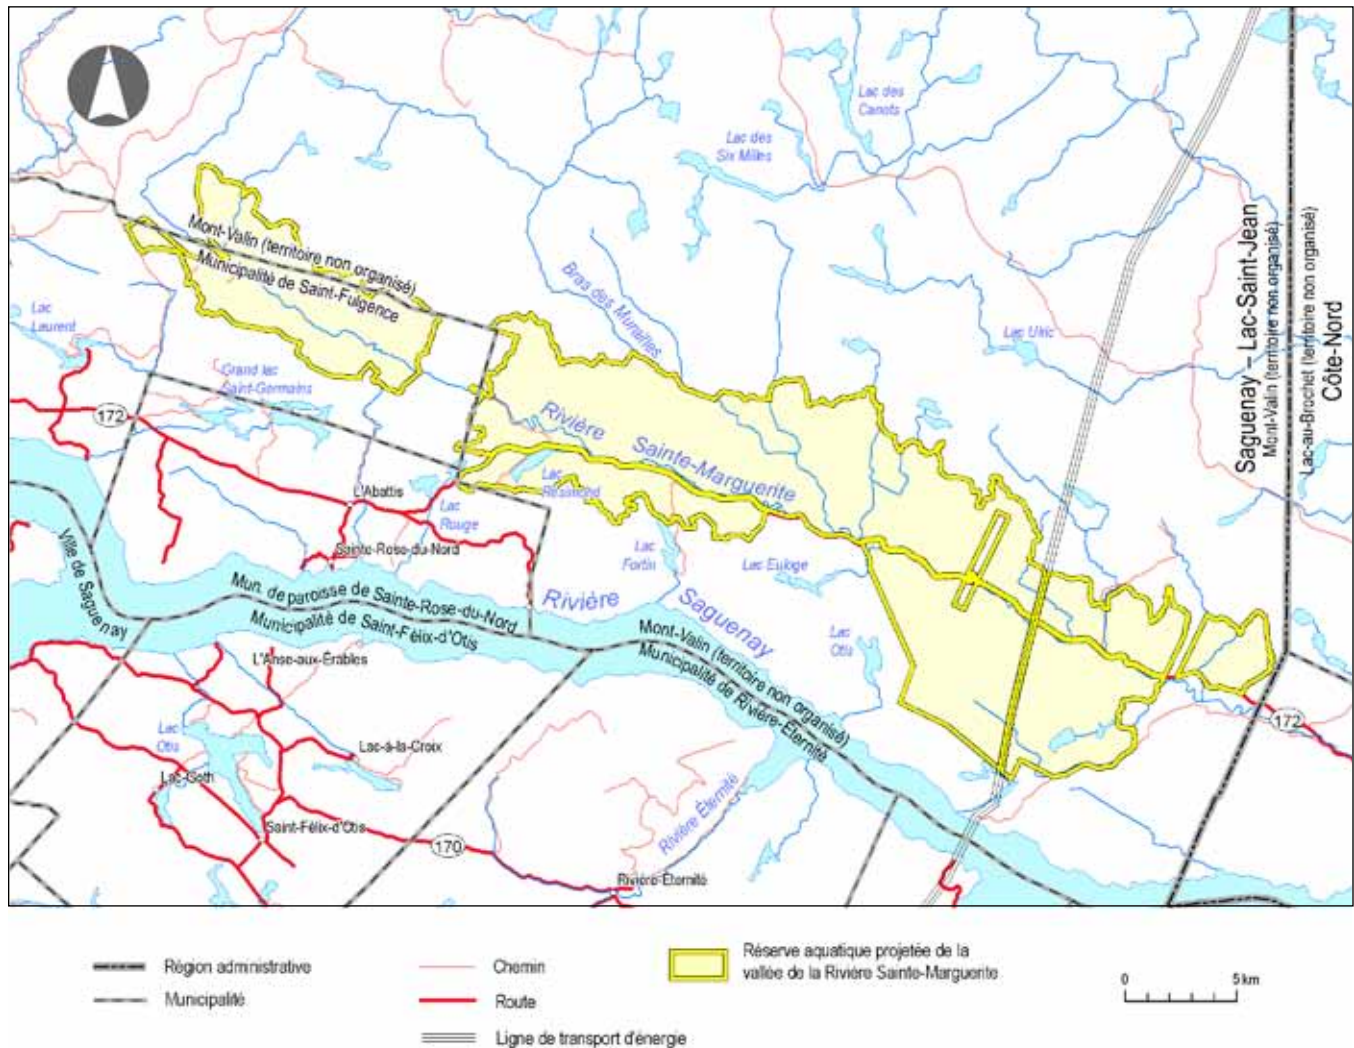 Lac des
Canots
Lac des
Six Milles
Mont-Valin (territoire non organisé)
Municipalité de Saint-Fulgence
Bras des Murailles
Saguenay – Lac-Saint-Jean
Mont-Valin (territoire non organisé)
Lac-au-Brochet (territoire non organisé)
Côte-Nord
Lac
Laurent
Lac Ulric
Grand lac
Saint-Germains
172
Rivière Sainte-Marguerite
Lac
Résimond
L'Abattis
Lac
Rouge
Sainte-Rose-du-Nord
Lac
Fortin
Lac Euloge
Ville de Saguenay
Mun. de paroisse de Sainte-Rose-du-Nord
Municipalité de Saint-Félix-d'Otis
Rivière Saguenay
Mont-Valin (territoire non organisé)
Municipalité de Rivière-Éternité
Lac
Otis
L'Anse-aux-Érables
172
Lac
Otis
Lac-à-la-Croix
Lac-Goth
Saint-Félix-d'Otis
170
Rivière Éternité
Rivière-Éternité
Région administrative
Municipalité
Chemin
Route
Ligne de transport d'énergie
Réserve aquatique projetée de la
vallée de la Rivière Sainte-Marguerite
0 5 km